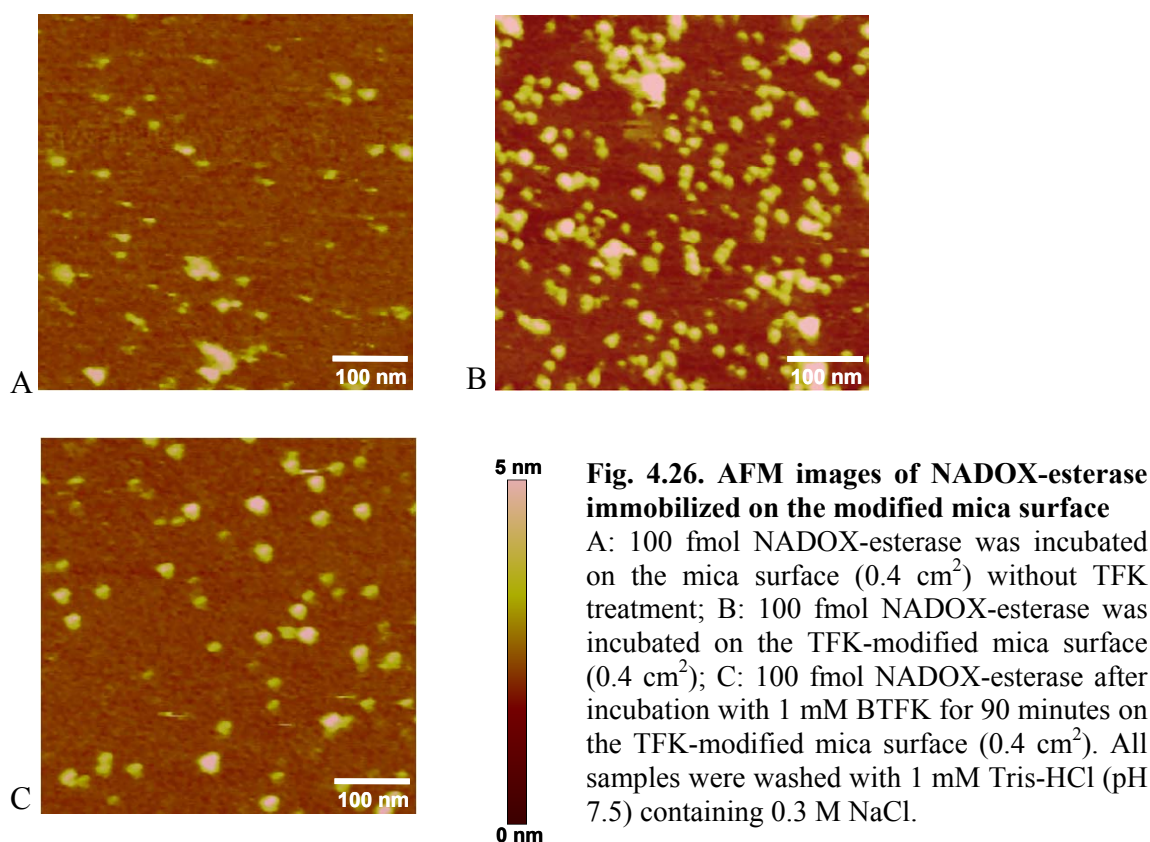 100 nm
A
100 nm
B
100 nm
C
5 nm
0 nm
Fig. 4.26. AFM images of NADOX-esterase
immobilized on the modified mica surface
A: 100 fmol NADOX-esterase was incubated
on the mica surface (0.4 cm²) without TFK
treatment; B: 100 fmol NADOX-esterase was
incubated on the TFK-modified mica surface
(0.4 cm²); C: 100 fmol NADOX-esterase after
incubation with 1 mM BTFK for 90 minutes on
the TFK-modified mica surface (0.4 cm²). All
samples were washed with 1 mM Tris-HCl (pH
7.5) containing 0.3 M NaCl.